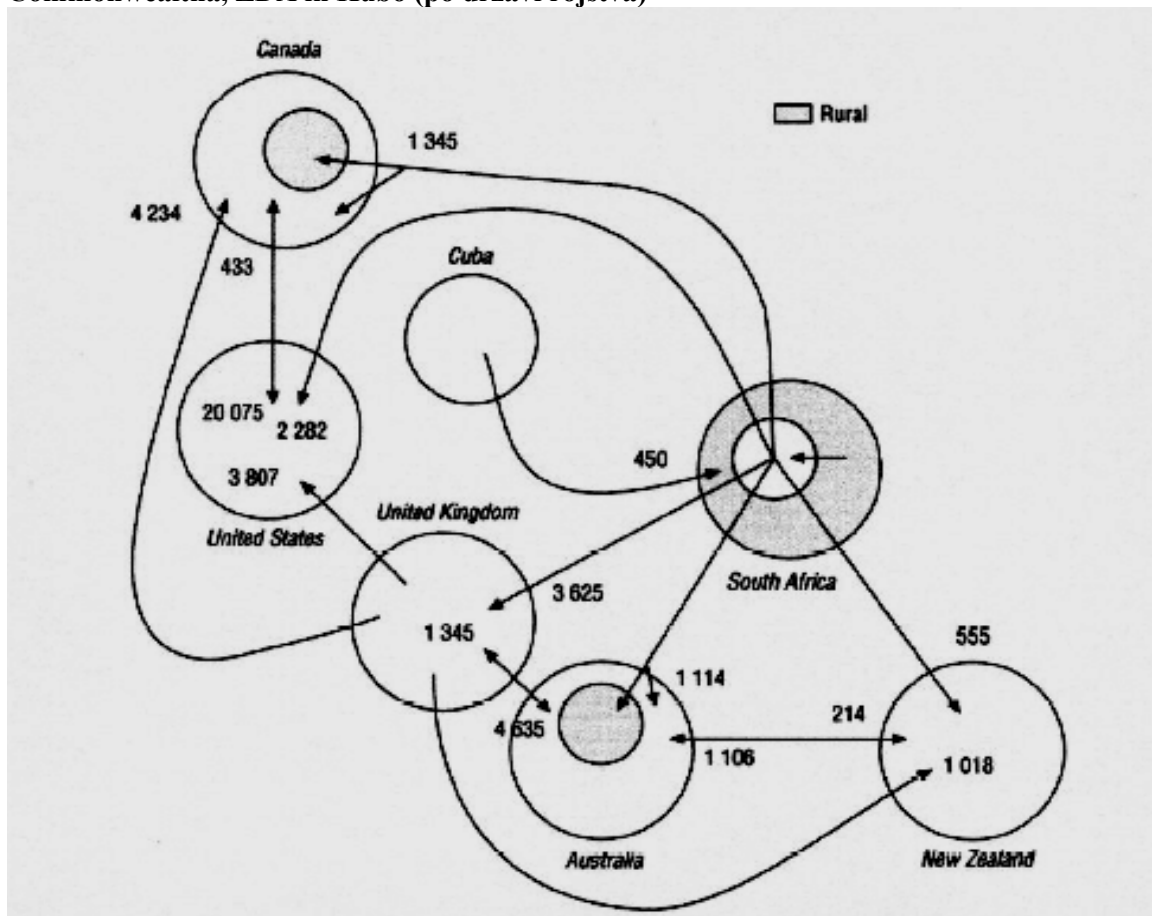 Commonwealtha, ZDA in Kubo (po državi rojstva)
Canada
Rural
1 345
4 234
433
Cuba
20 075
2 282
3 807
450
United Kingdom
United States
South Africa
3 625
1 345
555
1 114
214
4 635
1 106
1 018
Australia
New Zealand